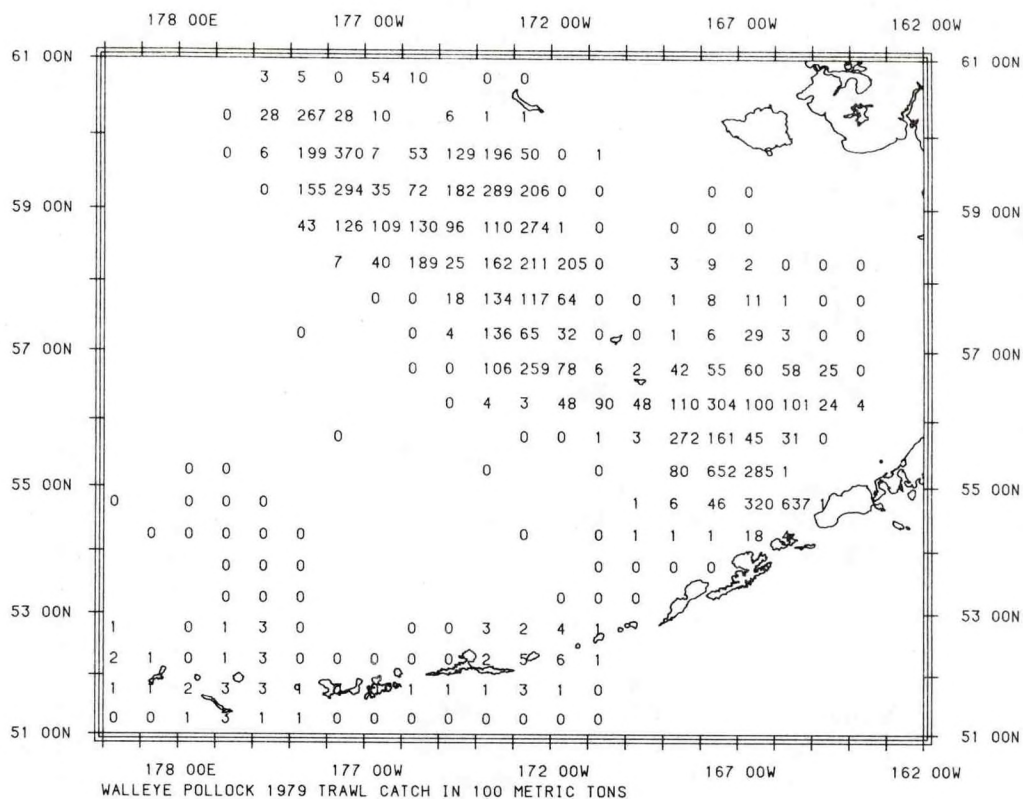 178 00E 177 00W 172 00W 167 00W 162 00W
61 00N 61 00N
3 5 0 54 10 0 0
0 28 267 28 10 6 1 1
0 6 199 370 7 53 129 196 50 0 1
0 155 294 35 72 182 289 206 0 0 0 0
59 00N 59 00N
43 126 109 130 96 110 274 1 0 0 0 0
7 40 189 25 162 211 205 0 3 9 2 0 0 0
0 0 18 134 117 64 0 0 1 8 11 1 0 0
0 0 4 136 65 32 0 0 1 6 29 3 0 0
57 00N 57 00N
0 0 106 259 78 6 2 42 55 60 58 25 0
0 4 3 48 90 48 110 304 100 101 24 4
0 0 0 1 3 272 161 45 31 0
0 0 0 0 80 652 285 1
55 00N 55 00N
0 0 0 0 1 6 46 320 637 1
0 0 0 0 0 0 0 1 1 1 18
0 0 0 0 0 0 0
0 0 0 0 0 0
53 00N 53 00N
1 0 1 3 0 0 0 3 2 4 1
2 1 0 1 3 0 0 0 0 0 2 5 6 1
1 1 2 3 3 9 1 1 1 3 1 0
0 0 1 3 1 1 0 0 0 0 0 0 0 0
51 00N 51 00N
178 00E 177 00W 172 00W 167 00W 162 00W
WALLEYE POLLOCK 1979 TRAWL CATCH IN 100 METRIC TONS